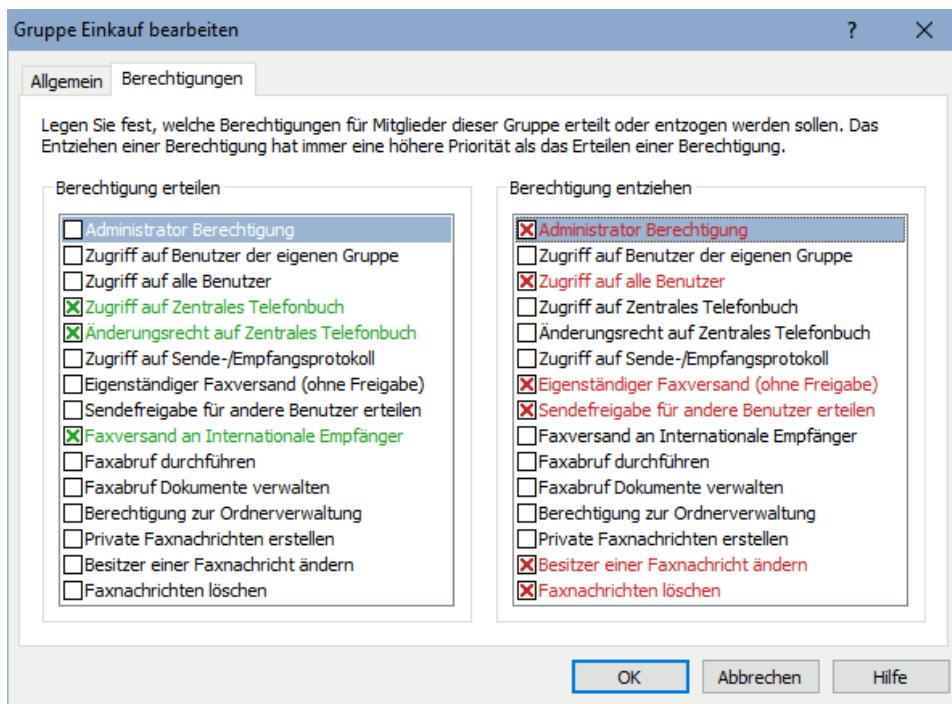 Gruppe Einkauf bearbeiten
Allgemein Berechtigungen
Legen Sie fest, welche Berechtigungen für Mitglieder dieser Gruppe erteilt oder entzogen werden sollen. Das
Entziehen einer Berechtigung hat immer eine höhere Priorität als das Erteilen einer Berechtigung.
Berechtigung erteilen
Administrator Berechtigung
Zugriff auf Benutzer der eigenen Gruppe
Zugriff auf alle Benutzer
Zugriff auf Zentrales Telefonbuch
Änderungsrecht auf Zentrales Telefonbuch
Zugriff auf Sende-/Empfangsprotokoll
Eigenständiger Faxversand (ohne Freigabe)
Sendefreigabe für andere Benutzer erteilen
Faxversand an Internationale Empfänger
Faxabruf durchführen
Faxabruf Dokumente verwalten
Berechtigung zur Ordnerverwaltung
Private Faxnachrichten erstellen
Besitzer einer Faxnachricht ändern
Faxnachrichten löschen
Berechtigung entziehen
Administrator Berechtigung
Zugriff auf Benutzer der eigenen Gruppe
Zugriff auf alle Benutzer
Zugriff auf Zentrales Telefonbuch
Änderungsrecht auf Zentrales Telefonbuch
Zugriff auf Sende-/Empfangsprotokoll
Eigenständiger Faxversand (ohne Freigabe)
Sendefreigabe für andere Benutzer erteilen
Faxversand an Internationale Empfänger
Faxabruf durchführen
Faxabruf Dokumente verwalten
Berechtigung zur Ordnerverwaltung
Private Faxnachrichten erstellen
Besitzer einer Faxnachricht ändern
Faxnachrichten löschen
OK Abbrechen Hilfe